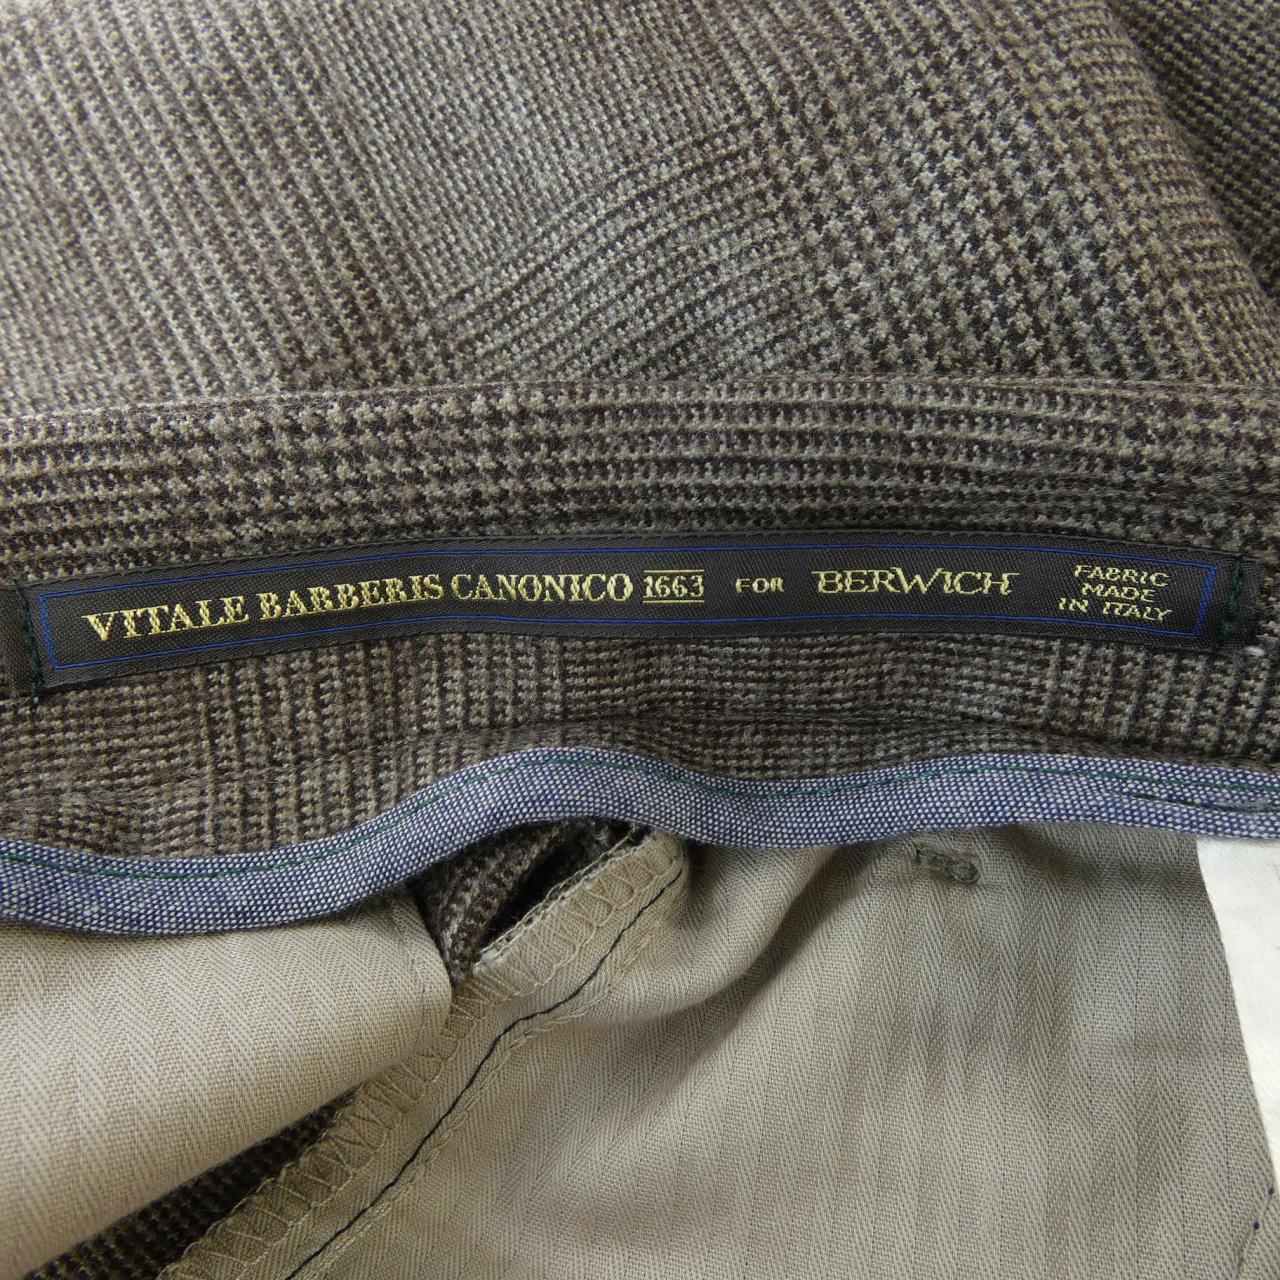 VITALE BARBERIS CANONICO 1663 FOR BERWICH
FABRIC
MADE
IN ITALY